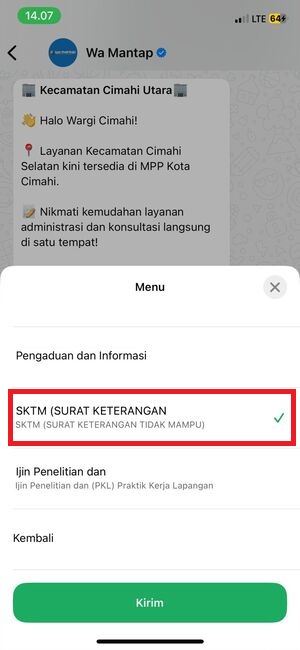 14.07
LTE 64
Wa Mantap
Kecamatan Cimahi Utara
Halo Wargi Cimahi!
Layanan Kecamatan Cimahi
Selatan kini tersedia di MPP Kota
Cimahi.
Nikmati kemudahan layanan
administrasi dan konsultasi langsung
di satu tempat!
Menu
Pengaduan dan Informasi
SKTM (SURAT KETERANGAN
SKTM (SURAT KETERANGAN TIDAK MAMPU)
Ijin Penelitian dan
Ijin Penelitian dan (PKL) Praktik Kerja Lapangan
Kembali
Kirim